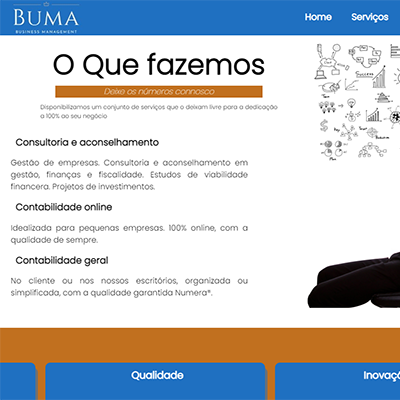 BUMA
BUSINESS MANAGEMENT
Home Serviços
O Que fazemos
Deixe os números connosco
Disponibilizamos um conjunto de serviços que o deixam livre para a dedicação
a 100% ao seu negócio
Success
Consultoria e aconselhamento
Gestão de empresas. Consultoria e aconselhamento em
gestão, finanças e fiscalidade. Estudos de viabilidade
financera. Projetos de investimentos.
Contabilidade online
Idealizada para pequenas empresas. 100% online, com a
qualidade de sempre.
Contabilidade geral
No cliente ou nos nossos escritórios, organizada ou
simplificada, com a qualidade garantida Numera®.
Qualidade
Inovaçã